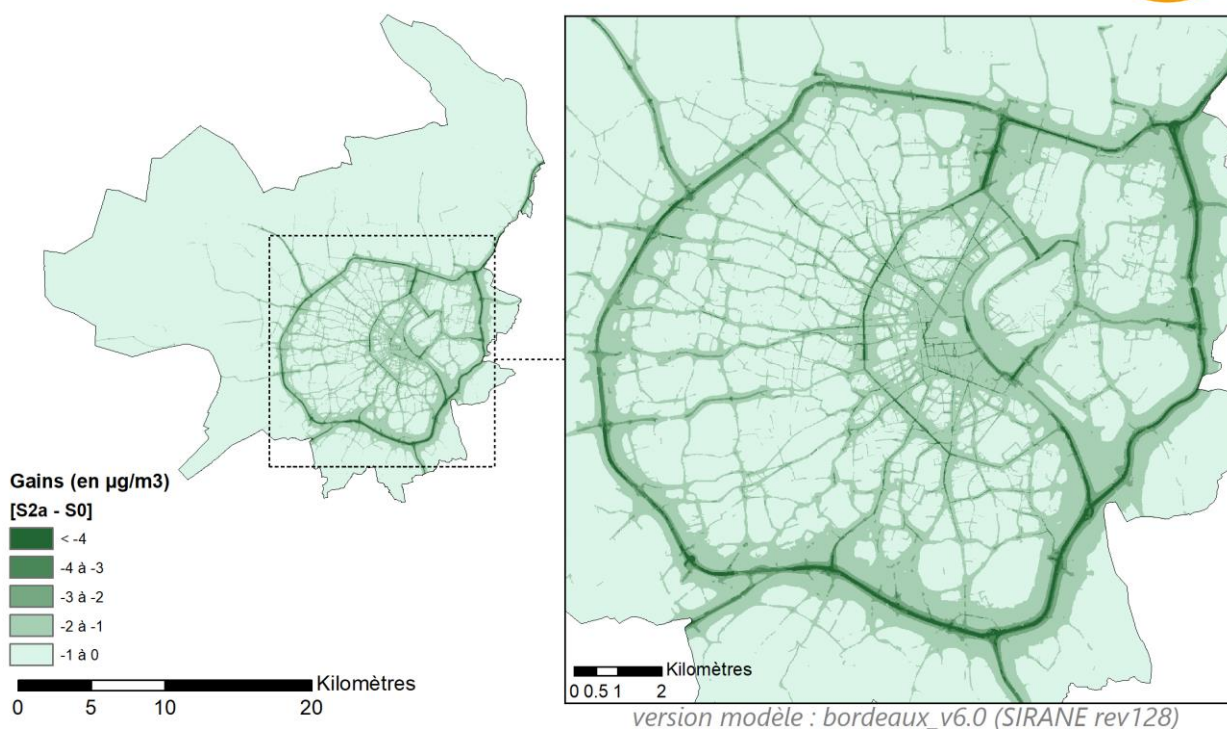 Gains (en µg/m3)
[S2a - S0]
< -4
-4 à -3
-3 à -2
-2 à -1
-1 à 0
Kilomètres
0 5 10 20
Kilomètres
0 0.5 1 2
version modèle : bordeaux_v6.0 (SIRANE rev128)